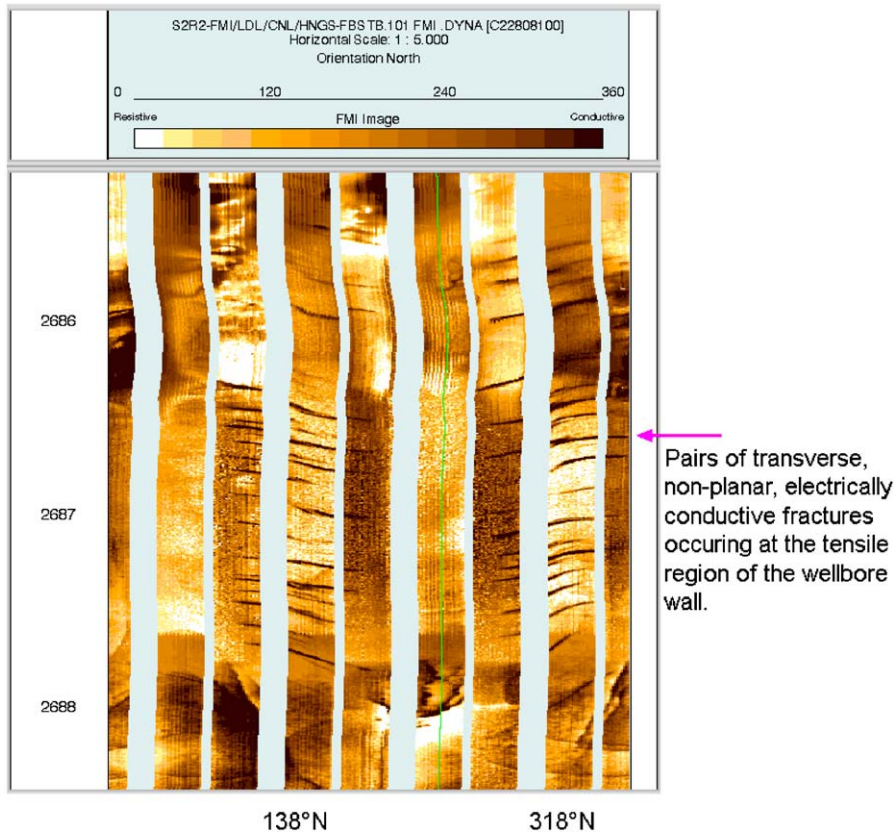 S2R2-FMI/LDL/CNL/HNGS-FBSTB.101 FMI .DYNA [C22808100]
Horizontal Scale: 1 : 5.000
Orientation North
0 120 240 360
Resistive FMI Image Conductive
2686
Pairs of transverse,
non-planar, electrically
conductive fractures
occuring at the tensile
region of the wellbore
wall.
2687
2688
138°N 318°N